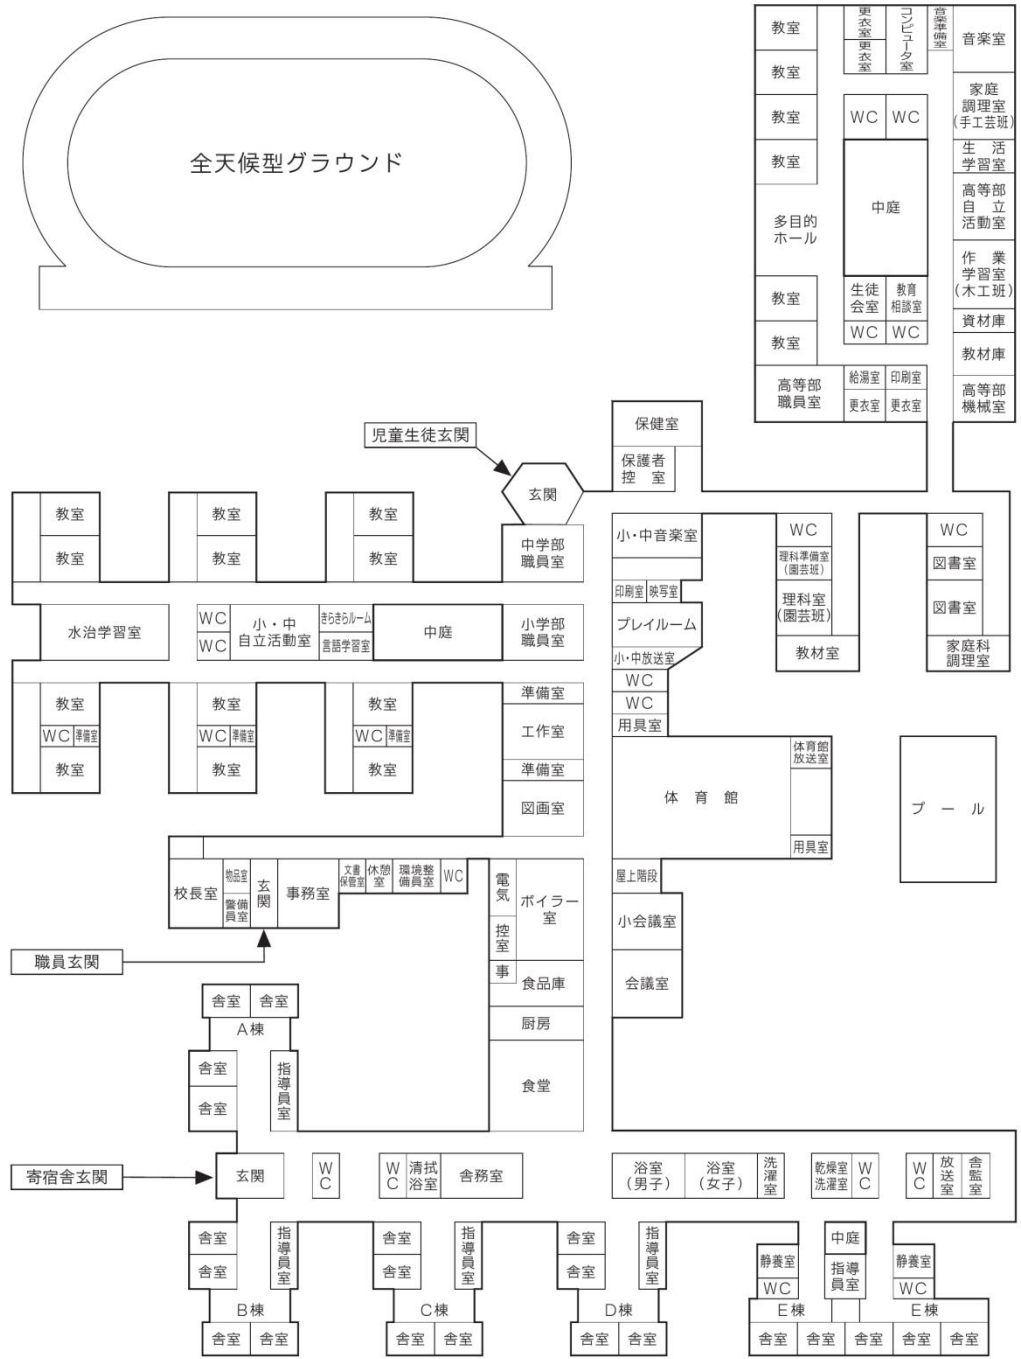 全天候型グラウンド
教室
教室
教室
教室
多目的
ホール
教室
教室
高等部
職員室
更衣室
更衣室
コンピュータ室
音楽準備室
音楽室
WC
WC
中庭
生徒
会室
教育
相談室
WC
WC
給湯室
印刷室
更衣室
更衣室
家庭
調理室
(手工芸班)
生活
学習室
高等部
自立
活動室
作業
学習室
(木工班)
資材庫
教材庫
高等部
機械室
児童生徒玄関
玄関
保健室
保護者
控室
教室
教室
教室
教室
教室
教室
中学部
職員室
水治学習室
WC
WC
小・中
自立活動室
きらきらルーム
言語学習室
中庭
小学部
職員室
教室
WC
準備室
教室
教室
WC
準備室
教室
教室
WC
準備室
教室
準備室
工作室
準備室
図画室
小・中音楽室
印刷室
映写室
プレイルーム
小・中放送室
WC
WC
用具室
WC
理科準備室
(園芸班)
理科室
(園芸班)
教材室
WC
図書室
図書室
家庭科
調理室
体育館
体育館
放送室
用具室
プール
校長室
物品室
警備
員室
玄関
事務室
文書
保管室
休憩
室
環境整
備員室
WC
職員玄関
電気
控室
事
ボイラー
室
食品庫
厨房
食堂
屋上階段
小会議室
会議室
舎室
舎室
A棟
舎室
舎室
指導員室
寄宿舎玄関
玄関
WC
WC
清拭
浴室
舎務室
浴室
(男子)
浴室
(女子)
洗濯室
乾燥室
洗濯室
WC
WC
放送室
舎監室
舎室
舎室
指導員室
B棟
舎室
舎室
舎室
舎室
指導員室
C棟
舎室
舎室
舎室
舎室
指導員室
D棟
舎室
舎室
静養室
WC
中庭
指導
員室
静養室
WC
E棟
E棟
舎室
舎室
舎室
舎室
舎室